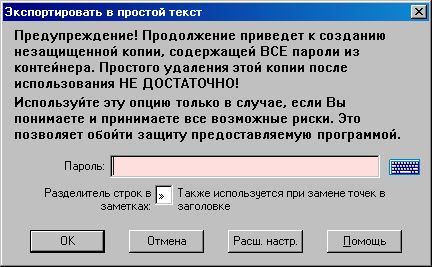 Экспортировать в простой текст
Предупреждение! Продолжение приведет к созданию
незащищенной копии, содержащей ВСЕ пароли из
контейнера. Простого удаления этой копии после
использования НЕ ДОСТАТОЧНО!
Используйте эту опцию только в случае, если Вы
понимаете и принимаете все возможные риски. Это
позволяет обойти защиту предоставляемую программой.
Пароль:
Разделитель строк в
заметках:
»
Также используется при замене точек в
заголовке
OK
Отмена
Расш. настр.
Помощь